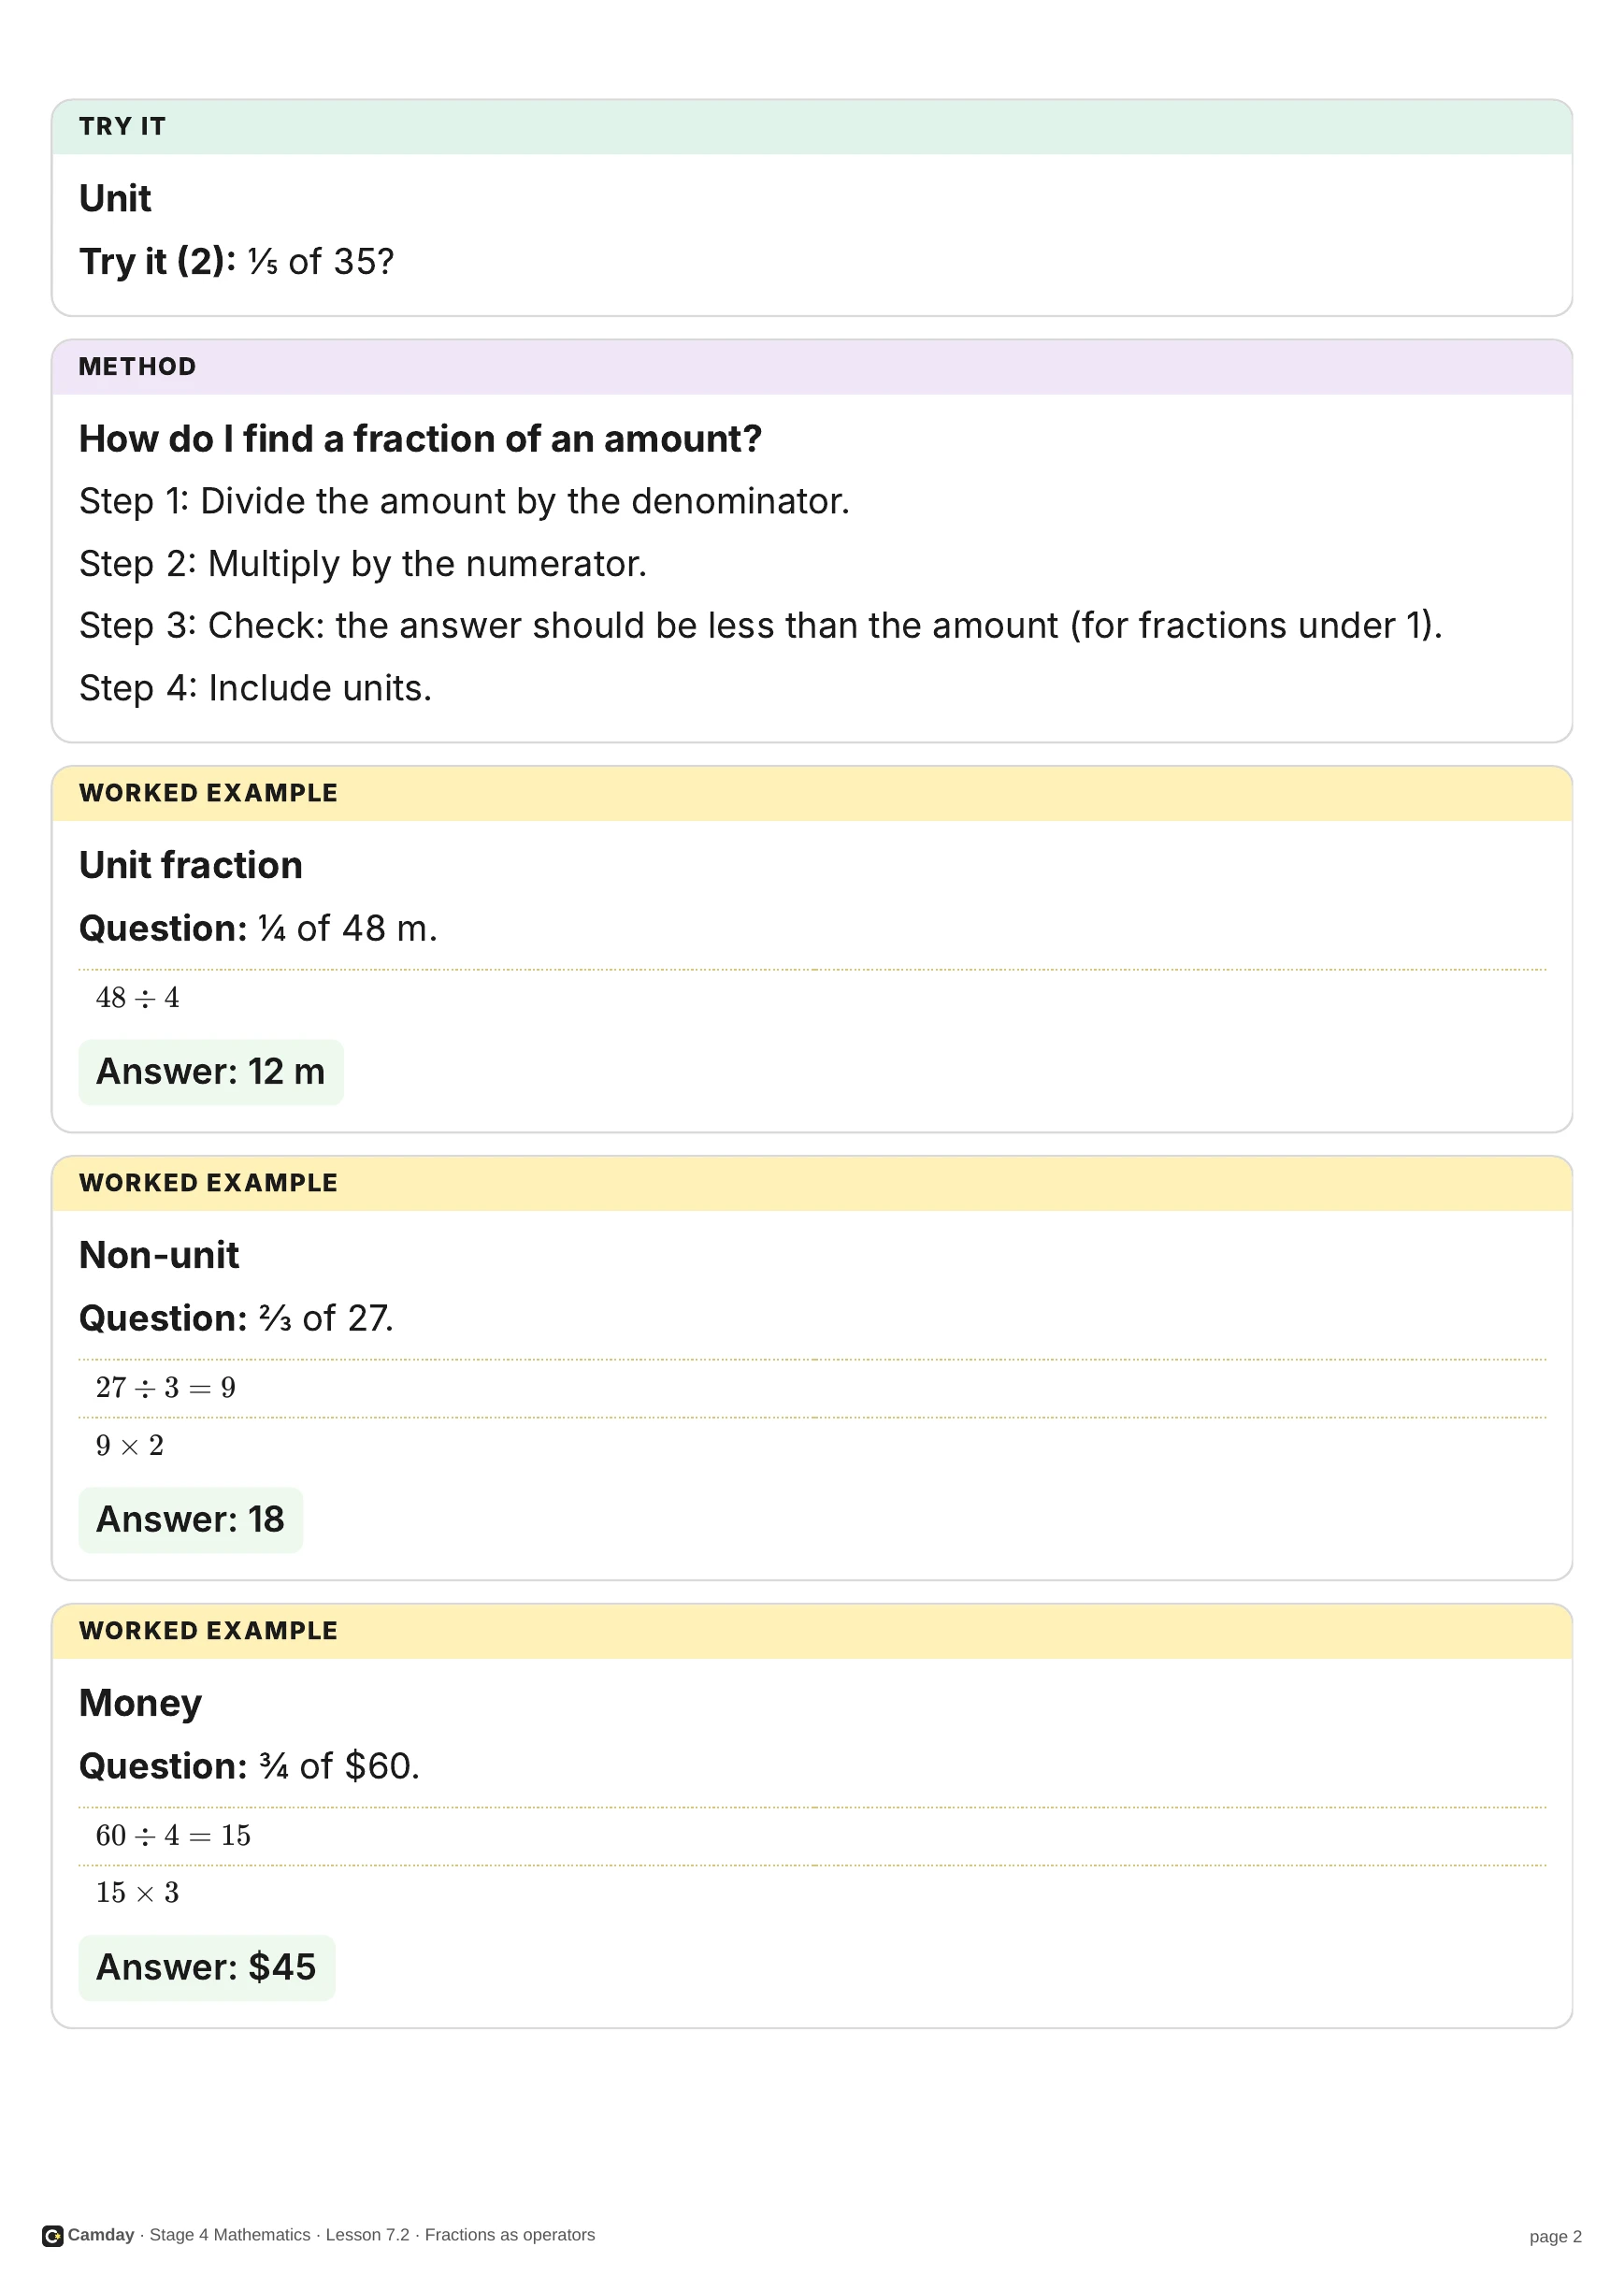 TRY IT
Unit
Try it (2): ⅕ of 35?
METHOD
How do I find a fraction of an amount?
Step 1: Divide the amount by the denominator.
Step 2: Multiply by the numerator.
Step 3: Check: the answer should be less than the amount (for fractions under 1).
Step 4: Include units.
WORKED EXAMPLE
Unit fraction
Question: ¼ of 48 m.
48 ÷ 4
Answer: 12 m
WORKED EXAMPLE
Non-unit
Question: ⅔ of 27.
27 ÷ 3 = 9
9 × 2
Answer: 18
WORKED EXAMPLE
Money
Question: ¾ of $60.
60 ÷ 4 = 15
15 × 3
Answer: $45
Camday · Stage 4 Mathematics · Lesson 7.2 · Fractions as operators
page 2